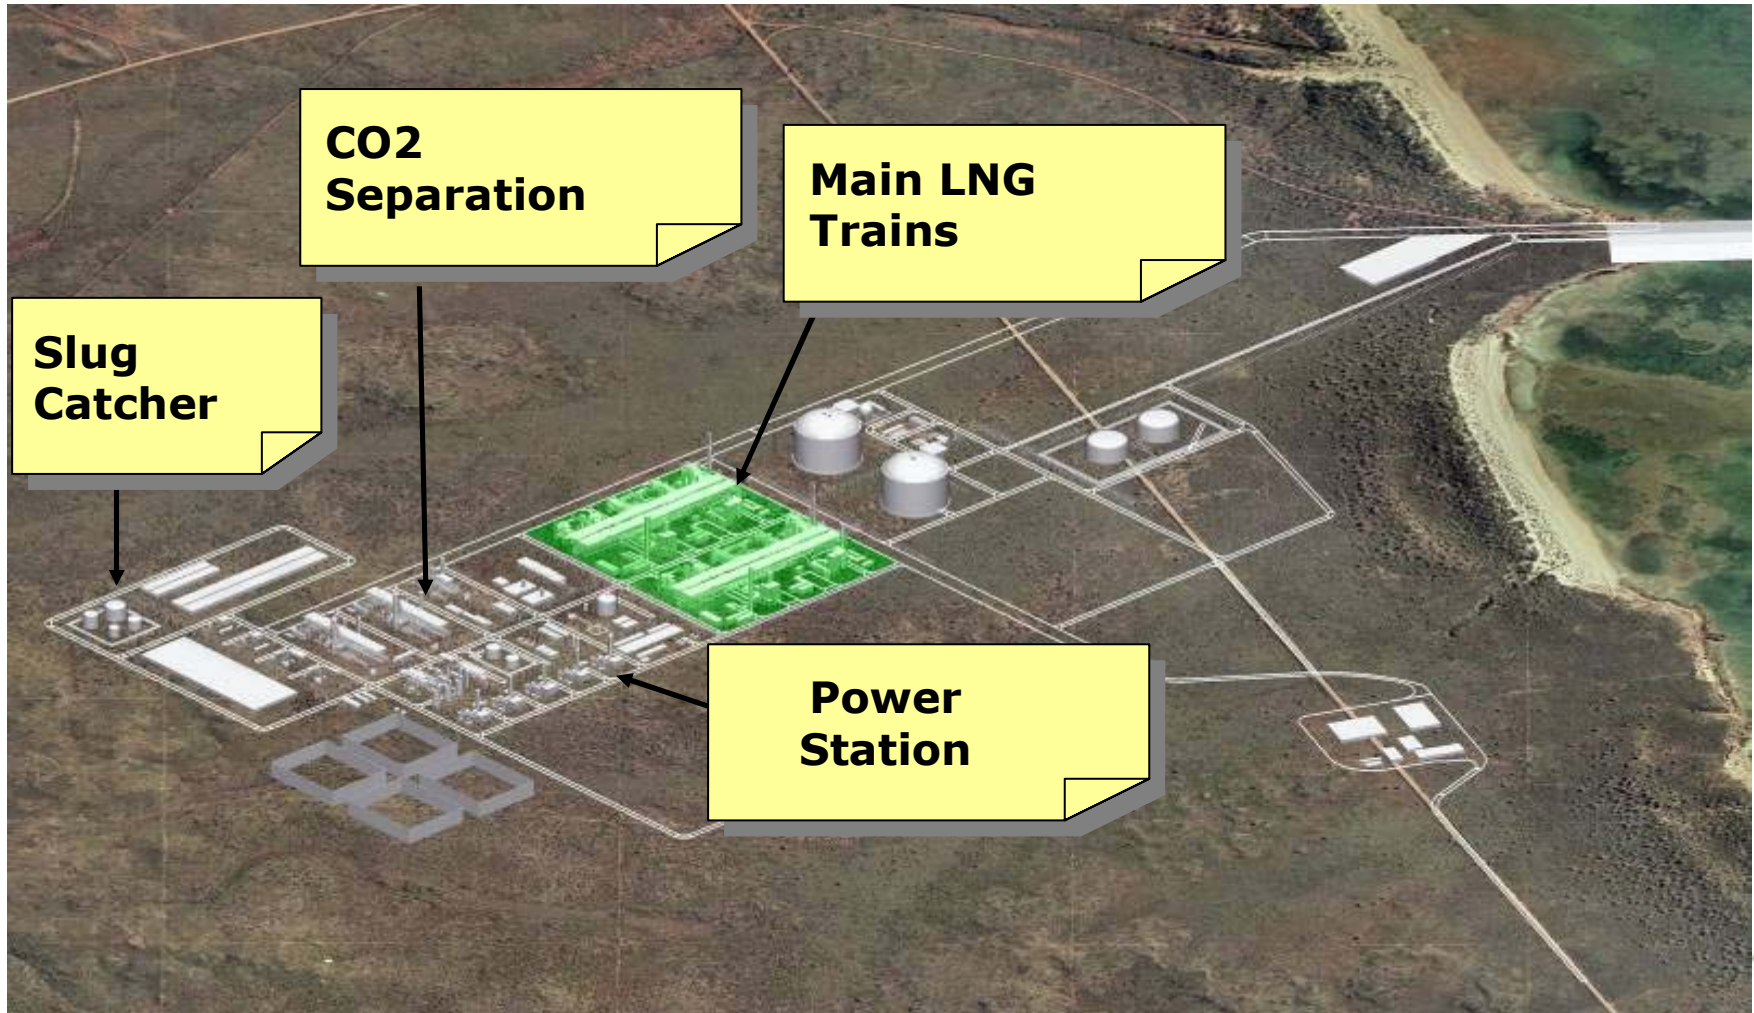 CO2
Separation
Main LNG
Trains
Slug
Catcher
Power
Station